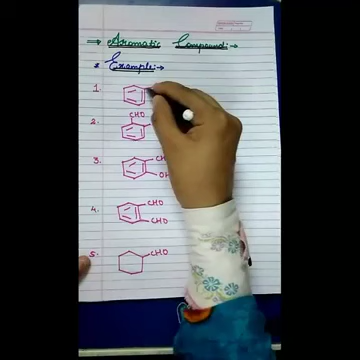 ⇒ Aromatic Compound:→
* Example:→
1.
2. CHO
3. CH
OH
4. CHO
CHO
5. CHO